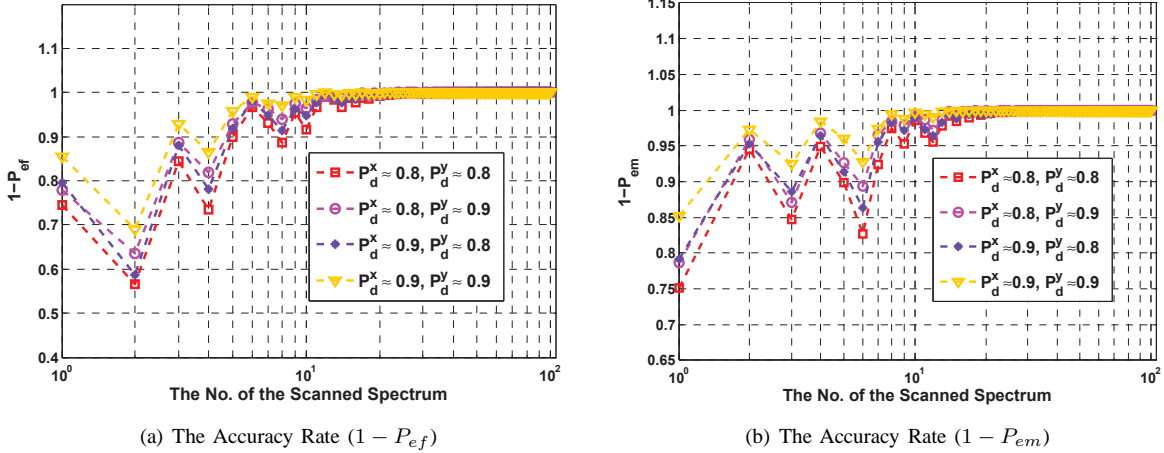 1.1
1
0.9
0.8
0.7
0.6
0.5
0.4
1−P_ef
10^0
10^1
10^2
The No. of the Scanned Spectrum
P_d^x ≈ 0.8, P_d^y ≈ 0.8
P_d^x ≈ 0.8, P_d^y ≈ 0.9
P_d^x ≈ 0.9, P_d^y ≈ 0.8
P_d^x ≈ 0.9, P_d^y ≈ 0.9
(a) The Accuracy Rate (1 − P_ef)
1.15
1.1
1.05
1
0.95
0.9
0.85
0.8
0.75
0.7
0.65
1−P_em
10^0
10^1
10^2
The No. of the Scanned Spectrum
P_d^x ≈0.8, P_d^y ≈0.8
P_d^x ≈0.8, P_d^y ≈0.9
P_d^x ≈0.9, P_d^y ≈0.8
P_d^x ≈0.9, P_d^y ≈0.9
(b) The Accuracy Rate (1 − P_em)